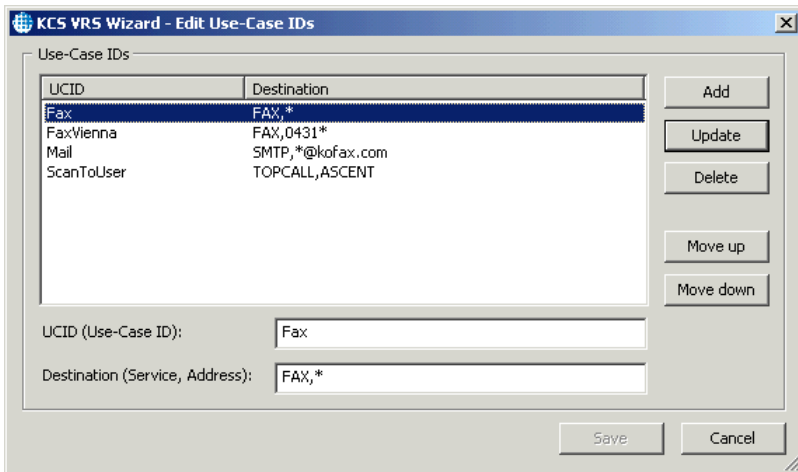 KCS VRS Wizard - Edit Use-Case IDs
Use-Case IDs
UCID Destination
Fax FAX,*
FaxVienna FAX,0431*
Mail SMTP,*@kofax.com
ScanToUser TOPCALL,ASCENT
Add
Update
Delete
Move up
Move down
UCID (Use-Case ID): Fax
Destination (Service, Address): FAX,*
Save Cancel